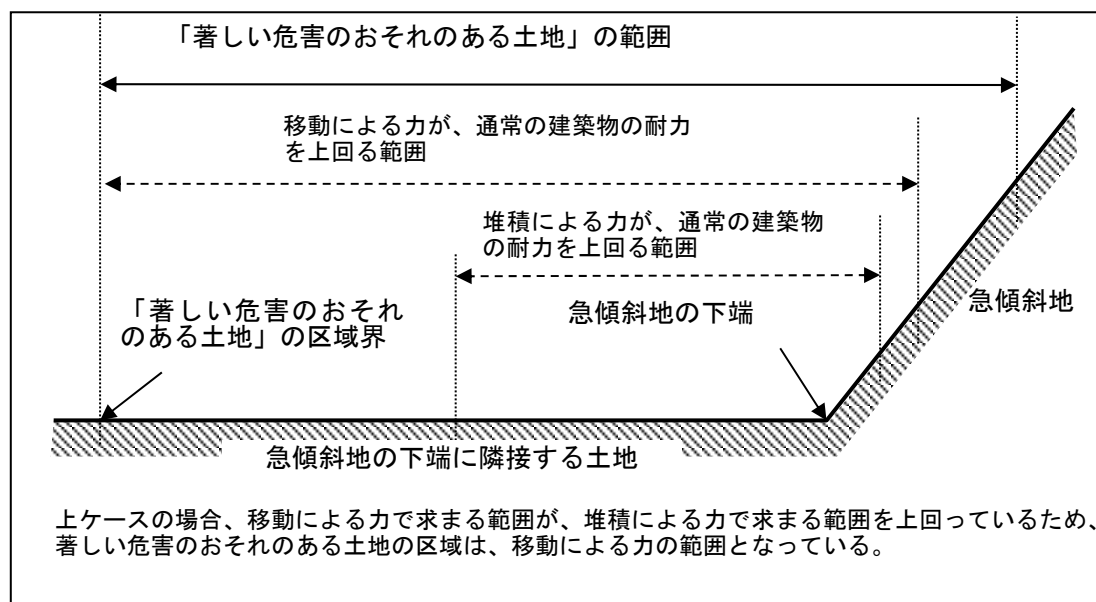 「著しい危害のおそれのある土地」の範囲
移動による力が、通常の建築物の耐力
を上回る範囲
堆積による力が、通常の建築物
の耐力を上回る範囲
「著しい危害のおそれ
のある土地」の区域界
急傾斜地の下端
急傾斜地
急傾斜地の下端に隣接する土地
上ケースの場合、移動による力で求まる範囲が、堆積による力で求まる範囲を上回っているため、
著しい危害のおそれのある土地の区域は、移動による力の範囲となっている。